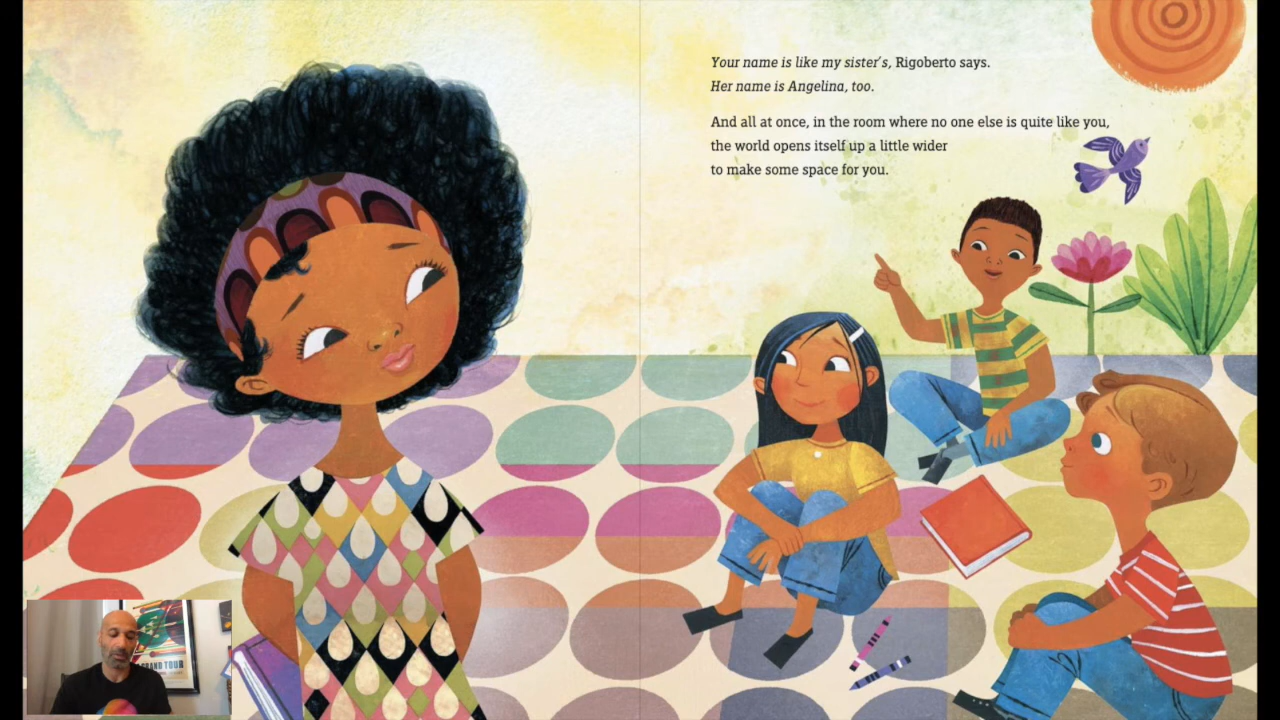 Your name is like my sister's, Rigoberto says.
Her name is Angelina, too.
And all at once, in the room where no one else is quite like you,
the world opens itself up a little wider
to make some space for you.
GRAND TOUR